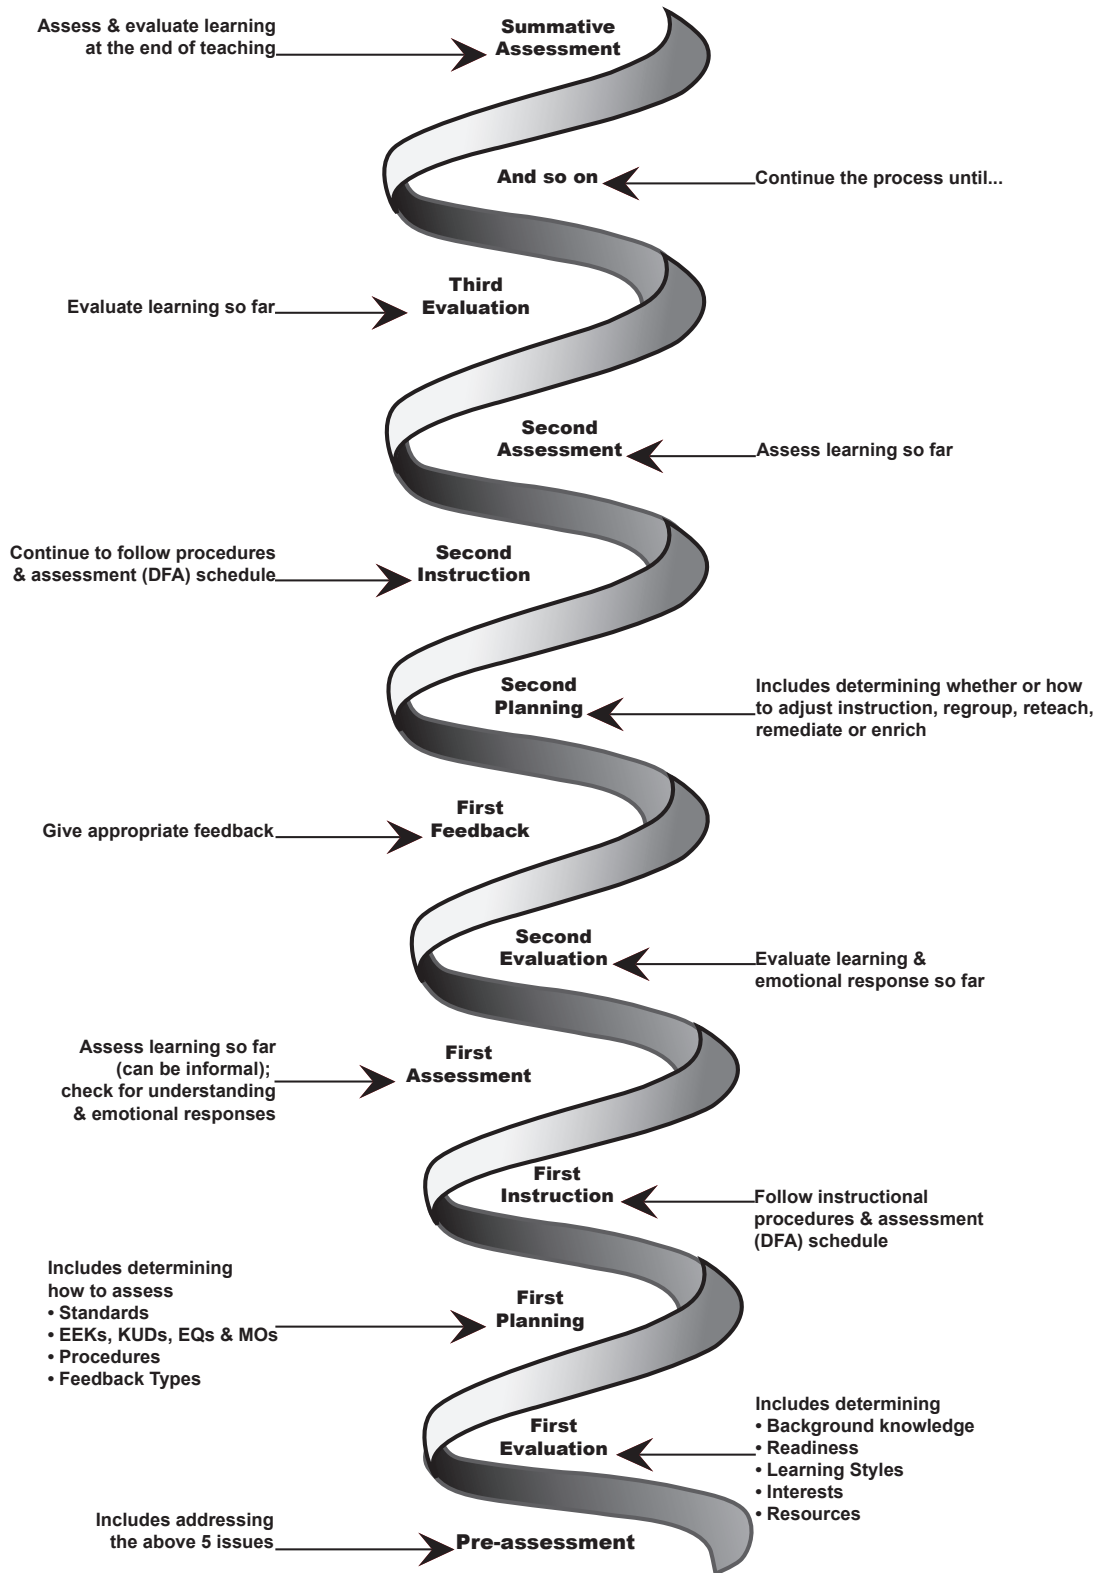 Assess & evaluate learning
at the end of teaching
Summative
Assessment
And so on
Continue the process until...
Third
Evaluation
Evaluate learning so far
Second
Assessment
Assess learning so far
Continue to follow procedures
& assessment (DFA) schedule
Second
Instruction
Second
Planning
Includes determining whether or how
to adjust instruction, regroup, reteach,
remediate or enrich
First
Feedback
Give appropriate feedback
Second
Evaluation
Evaluate learning &
emotional response so far
Assess learning so far
(can be informal);
check for understanding
& emotional responses
First
Assessment
First
Instruction
Follow instructional
procedures & assessment
(DFA) schedule
Includes determining
how to assess
• Standards
• EEKs, KUDs, EQs & MOs
• Procedures
• Feedback Types
First
Planning
First
Evaluation
Includes determining
• Background knowledge
• Readiness
• Learning Styles
• Interests
• Resources
Includes addressing
the above 5 issues
Pre-assessment